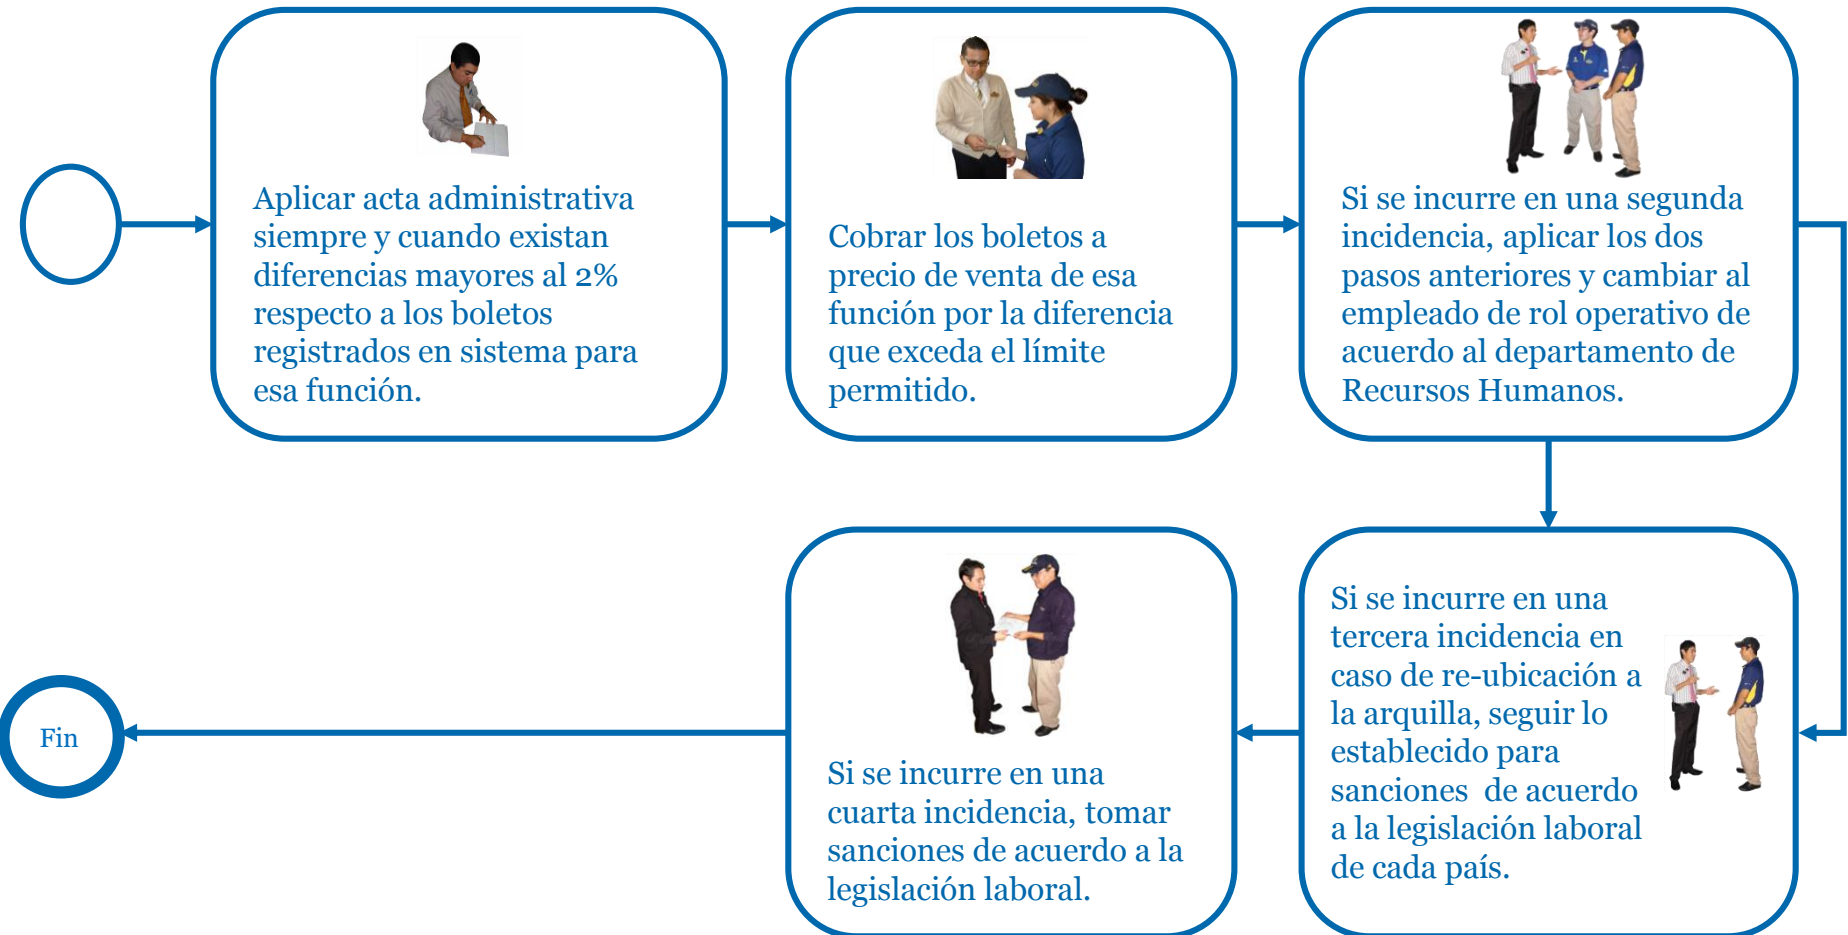 Aplicar acta administrativa
siempre y cuando existan
diferencias mayores al 2%
respecto a los boletos
registrados en sistema para
esa función.
Cobrar los boletos a
precio de venta de esa
función por la diferencia
que exceda el límite
permitido.
Si se incurre en una segunda
incidencia, aplicar los dos
pasos anteriores y cambiar al
empleado de rol operativo de
acuerdo al departamento de
Recursos Humanos.
Si se incurre en una
tercera incidencia en
caso de re-ubicación a
la arquilla, seguir lo
establecido para
sanciones de acuerdo
a la legislación laboral
de cada país.
Si se incurre en una
cuarta incidencia, tomar
sanciones de acuerdo a la
legislación laboral.
Fin